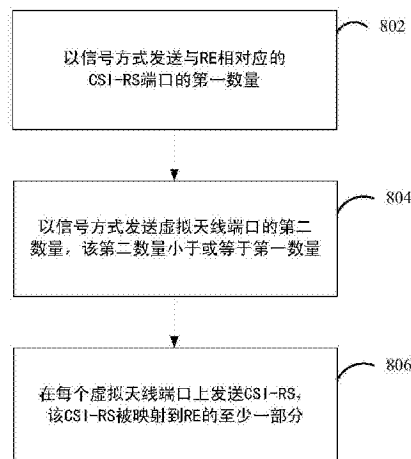 以信号方式发送与RE相对应的
CSI-RS端口的第一数量
802
以信号方式发送虚拟天线端口的第二
数量，该第二数量小于或等于第一数量
804
在每个虚拟天线端口上发送CSI-RS，
该CSI-RS被映射到RE的至少一部分
806